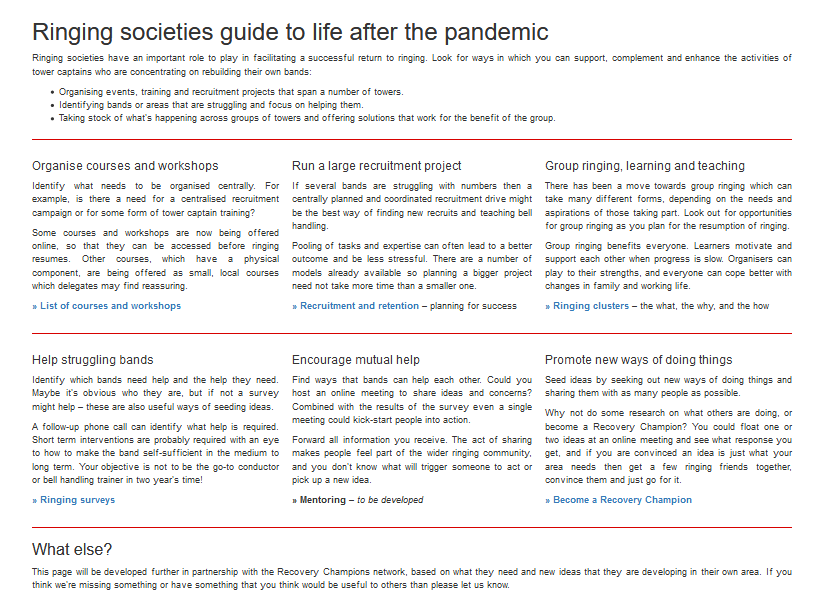 Ringing societies guide to life after the pandemic
Ringing societies have an important role to play in facilitating a successful return to ringing. Look for ways in which you can support, complement and enhance the activities of
tower captains who are concentrating on rebuilding their own bands:
• Organising events, training and recruitment projects that span a number of towers.
• Identifying bands or areas that are struggling and focus on helping them.
• Taking stock of what's happening across groups of towers and offering solutions that work for the benefit of the group.
Organise courses and workshops
Identify what needs to be organised centrally. For
example, is there a need for a centralised recruitment
campaign or for some form of tower captain training?
Some courses and workshops are now being offered
online, so that they can be accessed before ringing
resumes. Other courses, which have a physical
component, are being offered as small, local courses
which delegates may find reassuring.
» List of courses and workshops
Run a large recruitment project
If several bands are struggling with numbers then a
centrally planned and coordinated recruitment drive might
be the best way of finding new recruits and teaching bell
handling.
Pooling of tasks and expertise can often lead to a better
outcome and be less stressful. There are a number of
models already available so planning a bigger project
need not take more time than a smaller one.
» Recruitment and retention – planning for success
Group ringing, learning and teaching
There has been a move towards group ringing which can
take many different forms, depending on the needs and
aspirations of those taking part. Look out for opportunities
for group ringing as you plan for the resumption of ringing.
Group ringing benefits everyone. Learners motivate and
support each other when progress is slow. Organisers can
play to their strengths, and everyone can cope better with
changes in family and working life.
» Ringing clusters – the what, the why, and the how
Help struggling bands
Identify which bands need help and the help they need.
Maybe it's obvious who they are, but if not a survey
might help – these are also useful ways of seeding ideas.
A follow-up phone call can identify what help is required.
Short term interventions are probably required with an eye
to how to make the band self-sufficient in the medium to
long term. Your objective is not to be the go-to conductor
or bell handling trainer in two year's time!
» Ringing surveys
Encourage mutual help
Find ways that bands can help each other. Could you
host an online meeting to share ideas and concerns?
Combined with the results of the survey even a single
meeting could kick-start people into action.
Forward all information you receive. The act of sharing
makes people feel part of the wider ringing community,
and you don't know what will trigger someone to act or
pick up a new idea.
» Mentoring – to be developed
Promote new ways of doing things
Seed ideas by seeking out new ways of doing things and
sharing them with as many people as possible.
Why not do some research on what others are doing, or
become a Recovery Champion? You could float one or
two ideas at an online meeting and see what response you
get, and if you are convinced an idea is just what your
area needs then get a few ringing friends together,
convince them and just go for it.
» Become a Recovery Champion
What else?
This page will be developed further in partnership with the Recovery Champions network, based on what they need and new ideas that they are developing in their own area. If you
think we're missing something or have something that you think would be useful to others than please let us know.